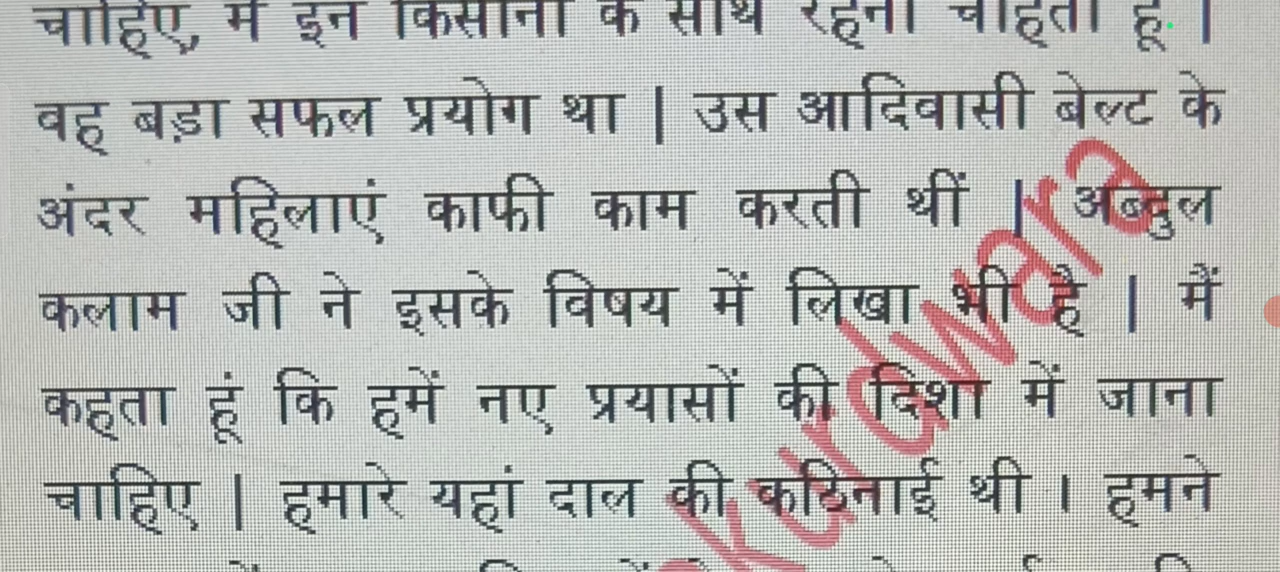 चाहिए, मैं इन किसानों के साथ रहना चाहता हूं. |
वह बड़ा सफल प्रयोग था | उस आदिवासी बेल्ट के
अंदर महिलाएं काफी काम करती थीं | अब्दुल
कलाम जी ने इसके विषय में लिखा भी है | मैं
कहता हूं कि हमें नए प्रयासों की दिशा में जाना
चाहिए | हमारे यहां दाल की कठिनाई थी । हमने